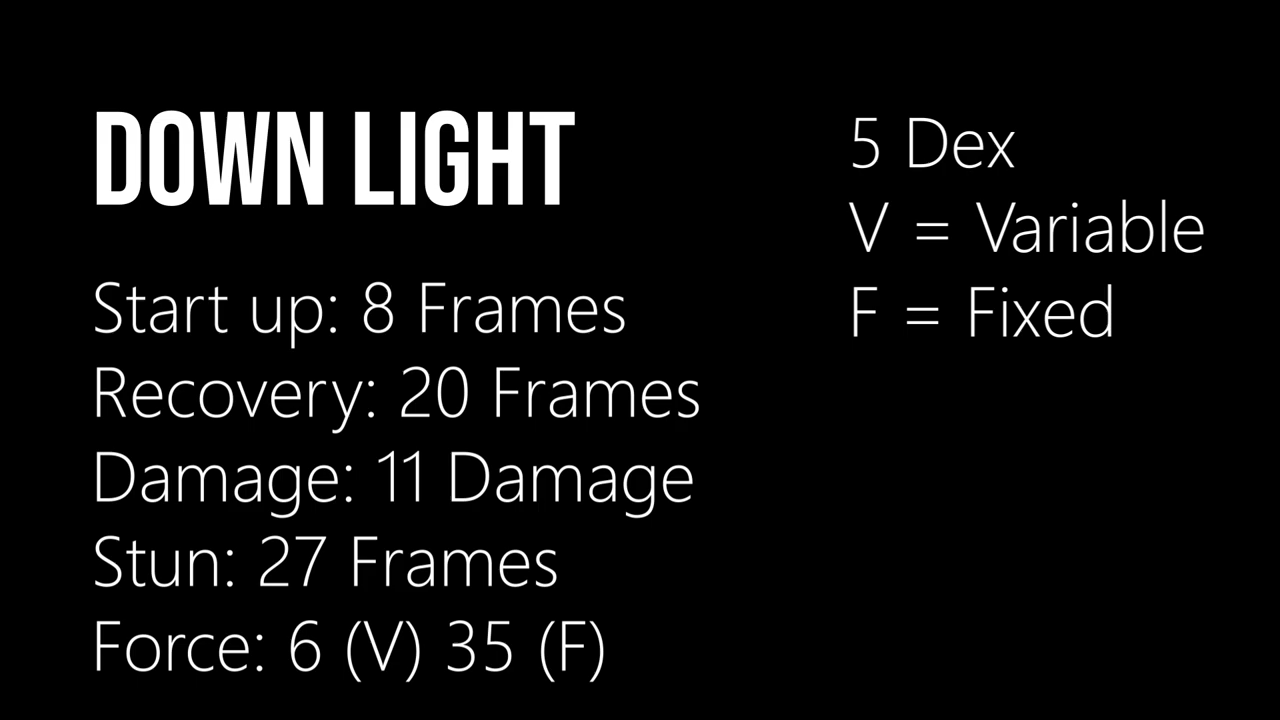 DOWN LIGHT
Start up: 8 Frames
Recovery: 20 Frames
Damage: 11 Damage
Stun: 27 Frames
Force: 6 (V) 35 (F)
5 Dex
V = Variable
F = Fixed